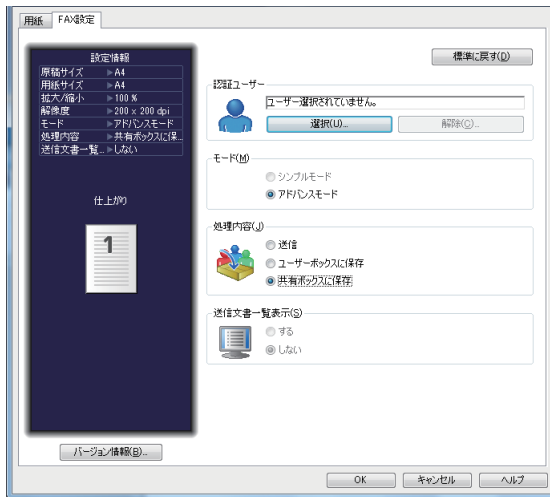 用紙 FAX設定
設定情報
原稿サイズ ▶A4
用紙サイズ ▶A4
拡大/縮小 ▶100 %
解像度 ▶200 x 200 dpi
モード ▶アドバンスモード
処理内容 ▶共有ボックスに保...
送信文書一覧... ▶しない
仕上がり
1
バージョン情報(B)...
標準に戻す(D)
認証ユーザー
ユーザー選択されていません。
選択(U)... 解除(C)...
モード(M)
シンプルモード
アドバンスモード
処理内容(J)
送信
ユーザーボックスに保存
共有ボックスに保存
送信文書一覧表示(S)
する
しない
OK キャンセル ヘルプ